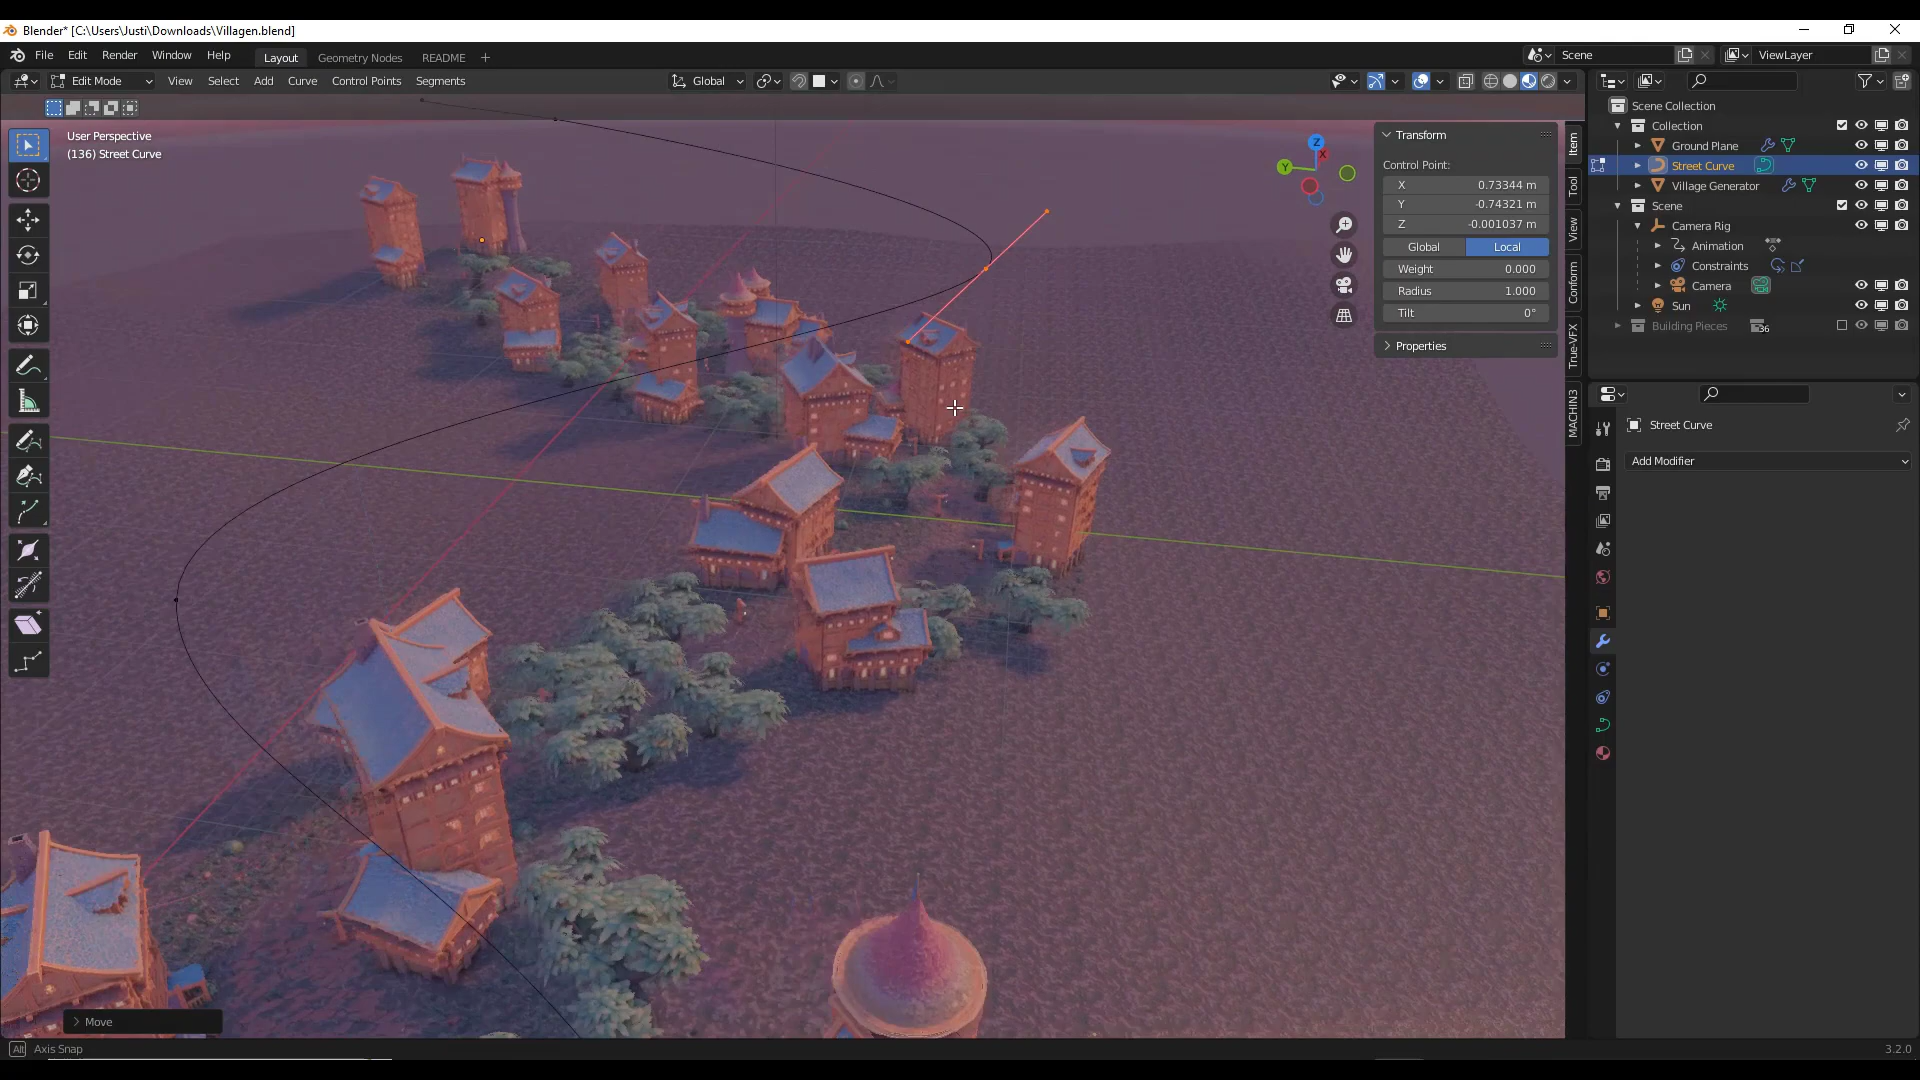 Blender* [C:\Users\Justi\Downloads\Villagen.blend]
File Edit Render Window Help Layout Geometry Nodes README + Scene ViewLayer
Edit Mode View Select Add Curve Control Points Segments Global
User Perspective
(136) Street Curve
Z
Y
X
Transform
Control Point:
X 0.73344 m
Y -0.74321 m
Z -0.001037 m
Global Local
Weight 0.000
Radius 1.000
Tilt 0°
Properties
Item
Tool
View
Conform
True-VFX
MACHIN3
Scene Collection
Collection
Ground Plane
Street Curve
Village Generator
Scene
Camera Rig
Animation
Constraints
Camera
Sun
Building Pieces 36
Street Curve
Add Modifier
Move
Alt Axis Snap
3.2.0